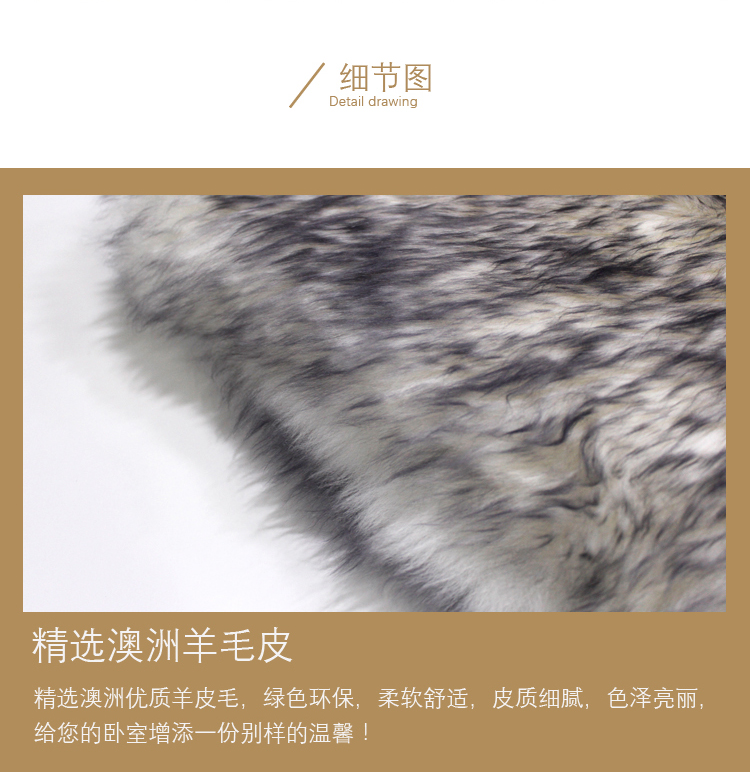 细节图
Detail drawing
精选澳洲羊毛皮
精选澳洲优质羊皮毛，绿色环保，柔软舒适，皮质细腻，色泽亮丽，
给您的卧室增添一份别样的温馨！